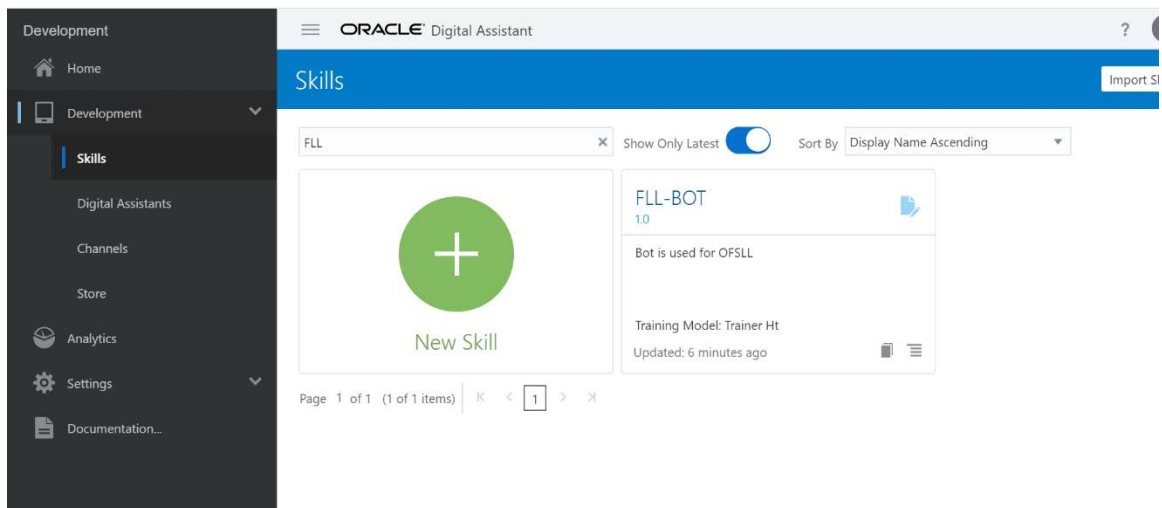 Development
Home
Development
Skills
Digital Assistants
Channels
Store
Analytics
Settings
Documentation...
ORACLE® Digital Assistant
?
Skills
Import
FLL
Show Only Latest
Sort By
Display Name Ascending
New Skill
FLL-BOT
1.0
Bot is used for OFSLL
Training Model: Trainer Ht
Updated: 6 minutes ago
Page 1 of 1 (1 of 1 items) K < 1 > X